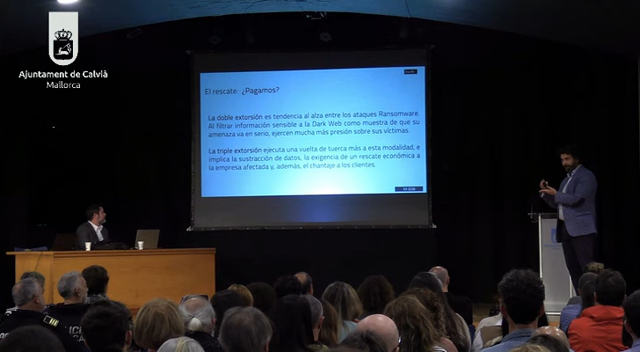 Ajuntament de Calvià
Mallorca
El rescate: ¿Pagamos?
La doble extorsión es tendencia al alza entre los ataques Ransomware.
Al filtrar información sensible a la Dark Web como muestra de que su
amenaza va en serio, ejercen mucha más presión sobre sus víctimas.
La triple extorsión ejecuta una vuelta de tuerca más a esta modalidad, e
implica la sustracción de datos, la exigencia de un rescate económico a
la empresa afectada y, además, el chantaje a los clientes.